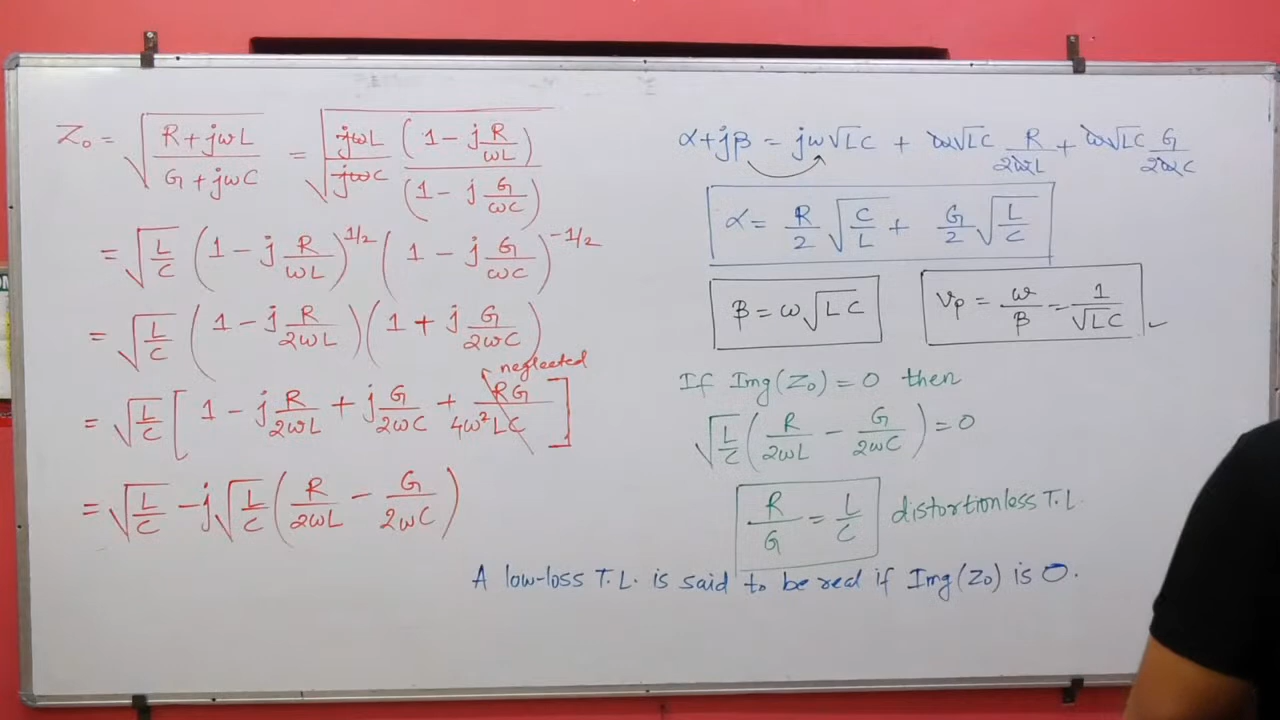 Z₀ = √((R + jωL)/(G + jωC)) = √((jωL/jωC) (1 - j R/ωL)/(1 - j G/ωC))
= √(L/C) (1 - j R/ωL)^1/2 (1 - j G/ωC)^-1/2
= √(L/C) (1 - j R/2ωL) (1 + j G/2ωC)
neglected
= √(L/C) [1 - j R/2ωL + j G/2ωC + RG/4ω²LC]
= √(L/C) - j√(L/C) (R/2ωL - G/2ωC)
α + jβ = jω√LC + ω√LC R/2ωL + ω√LC G/2ωC
α = R/2 √(C/L) + G/2 √(L/C)
β = ω√LC
Vp = ω/β = 1/√LC
If Img(Z₀) = 0 then
√(L/C) (R/2ωL - G/2ωC) = 0
R/G = L/C distortionless T.L.
A low-loss T.L. is said to be real if Img(Z₀) is 0.